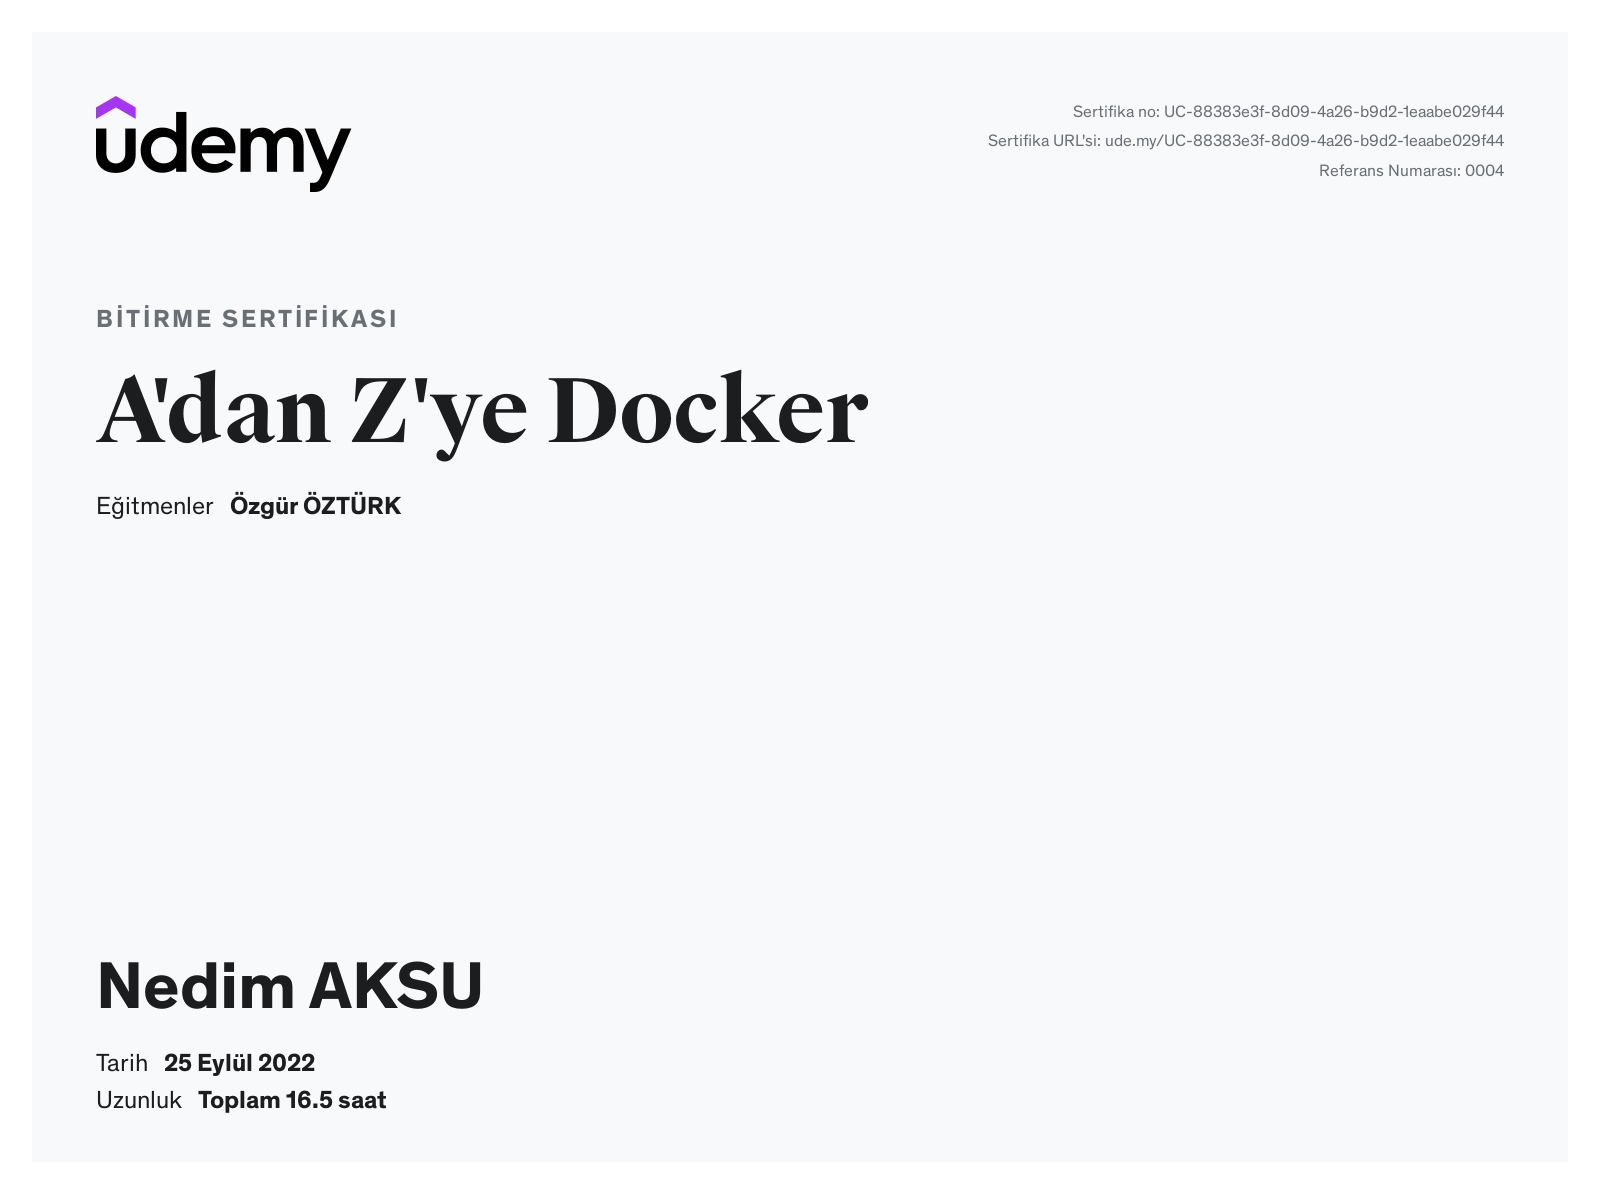 udemy
Sertifika no: UC-88383e3f-8d09-4a26-b9d2-1eaabe029f44
Sertifika URL'si: ude.my/UC-88383e3f-8d09-4a26-b9d2-1eaabe029f44
Referans Numarası: 0004
BİTİRME SERTİFİKASI
A'dan Z'ye Docker
Eğitmenler Özgür ÖZTÜRK
Nedim AKSU
Tarih 25 Eylül 2022
Uzunluk Toplam 16.5 saat